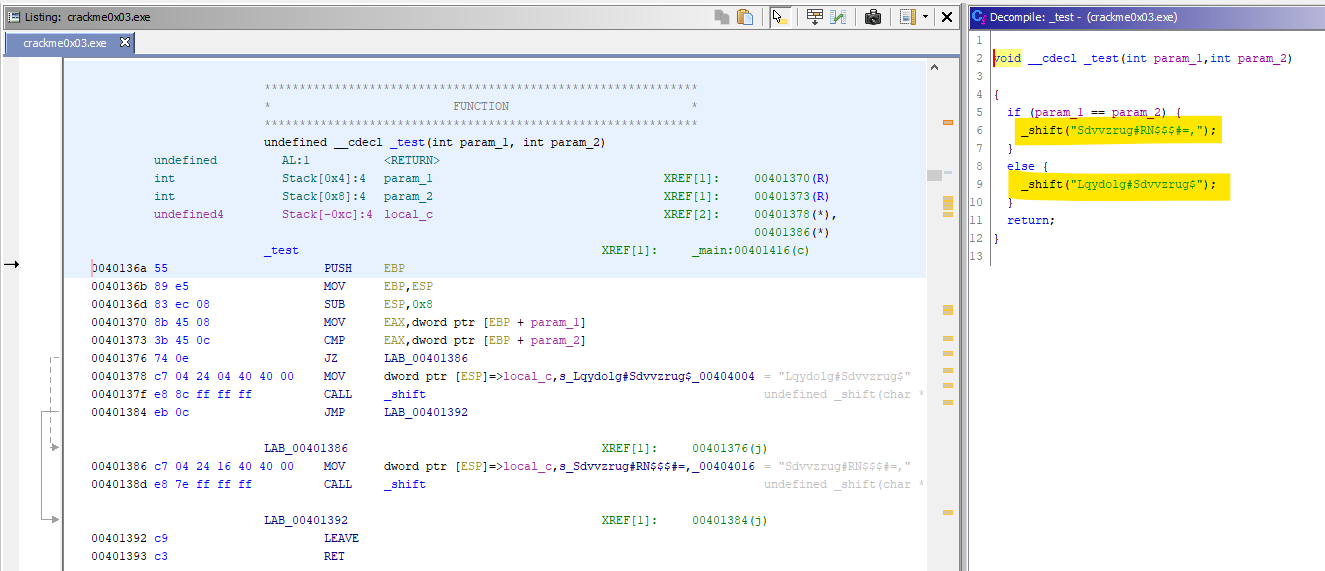 Listing: crackme0x03.exe
crackme0x03.exe
*************************************************************
* FUNCTION *
*************************************************************
undefined __cdecl _test(int param_1, int param_2)
undefined AL:1 <RETURN>
int Stack[0x4]:4 param_1 XREF[1]: 00401370(R)
int Stack[0x8]:4 param_2 XREF[1]: 00401373(R)
undefined4 Stack[-0xc]:4 local_c XREF[2]: 00401378(*),
00401386(*)
_test XREF[1]: _main:00401416(c)
0040136a 55 PUSH EBP
0040136b 89 e5 MOV EBP,ESP
0040136d 83 ec 08 SUB ESP,0x8
00401370 8b 45 08 MOV EAX,dword ptr [EBP + param_1]
00401373 3b 45 0c CMP EAX,dword ptr [EBP + param_2]
00401376 74 0e JZ LAB_00401386
00401378 c7 04 24 04 40 40 00 MOV dword ptr [ESP]=>local_c,s_Lqydolg#Sdvvzrug$_00404004 = "Lqydolg#Sdvvzrug$"
0040137f e8 8c ff ff ff CALL _shift undefined _shift(char *
00401384 eb 0c JMP LAB_00401392
LAB_00401386 XREF[1]: 00401376(j)
00401386 c7 04 24 16 40 40 00 MOV dword ptr [ESP]=>local_c,s_Sdvvzrug#RN$$$#=,_00404016 = "Sdvvzrug#RN$$$#=,"
0040138d e8 7e ff ff ff CALL _shift undefined _shift(char *
LAB_00401392 XREF[1]: 00401384(j)
00401392 c9 LEAVE
00401393 c3 RET
Decompile: _test - (crackme0x03.exe)
1
2 void __cdecl _test(int param_1,int param_2)
3
4 {
5 if (param_1 == param_2) {
6 _shift("Sdvvzrug#RN$$$#=,");
7 }
8 else {
9 _shift("Lqydolg#Sdvvzrug$");
10 }
11 return;
12 }
13